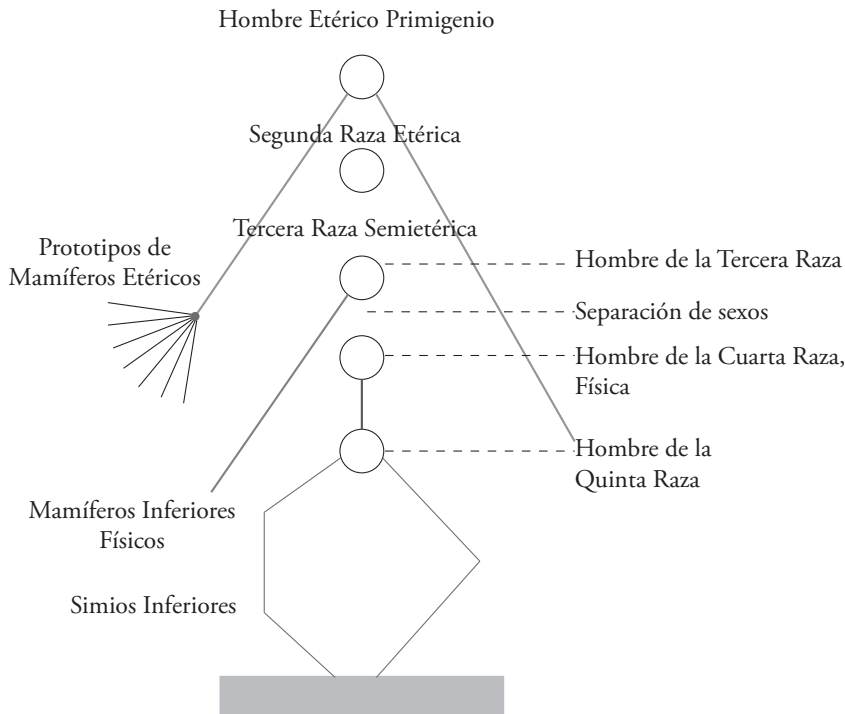 Hombre Etérico Primigenio
Segunda Raza Etérica
Tercera Raza Semietérica
Prototipos de
Mamíferos Etéricos
Hombre de la Tercera Raza
Separación de sexos
Hombre de la Cuarta Raza,
Física
Hombre de la
Quinta Raza
Mamíferos Inferiores
Físicos
Simios Inferiores